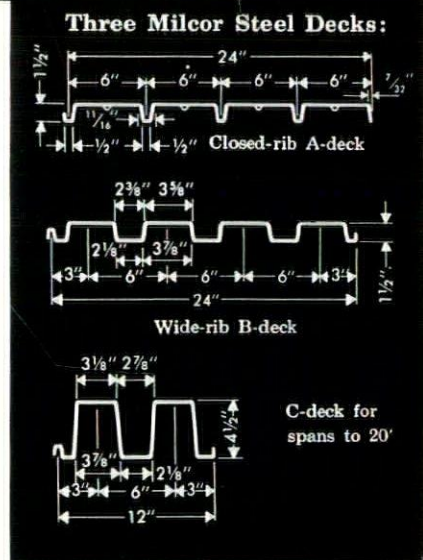 Three Milcor Steel Decks:
24"
1½"
6" 6" 6" 6"
7/32"
11/16"
½" ½" Closed-rib A-deck
2⅜" 3⅝"
2⅛" 3⅞"
3" 6" 6" 6" 3"
1½"
24"
Wide-rib B-deck
3⅛" 2⅞"
4½"
C-deck for
spans to 20'
3⅞" 2⅛"
3" 6" 3"
12"